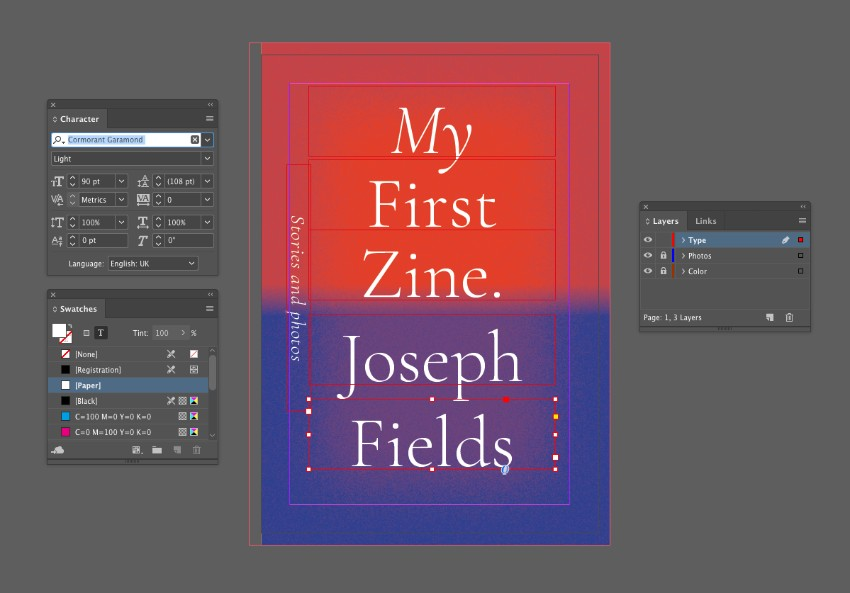 Character
Cormorant Garamond
Light
90 pt
(108 pt)
Metrics
0
100%
100%
0 pt
0°
Language: English: UK
Swatches
Tint: 100 %
[None]
[Registration]
[Paper]
[Black]
C=100 M=0 Y=0 K=0
C=0 M=100 Y=0 K=0
My
First
Zine.
Joseph
Fields
Stories and photos
Layers Links
Type
Photos
Color
Page: 1, 3 Layers